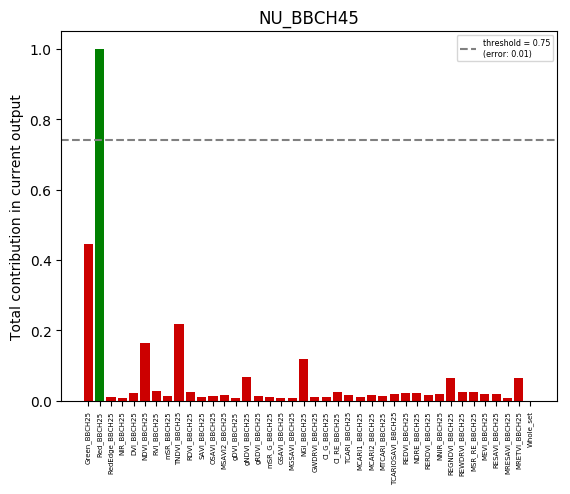 NU_BBCH45
threshold = 0.75
(error: 0.01)
Total contribution in current output
1.0
0.8
0.6
0.4
0.2
0.0
Green_BBCH25
Red_BBCH25
RedEdge_BBCH25
NIR_BBCH25
DVI_BBCH25
NDVI_BBCH25
RVI_BBCH25
mSR_BBCH25
TNDVI_BBCH25
RDVI_BBCH25
SAVI_BBCH25
OSAVI_BBCH25
MSAVI2_BBCH25
gDVI_BBCH25
gNDVI_BBCH25
gRDVI_BBCH25
mSR_G_BBCH25
GSAVI_BBCH25
MGSAVI_BBCH25
NGI_BBCH25
GWDRVI_BBCH25
CI_G_BBCH25
CI_RE_BBCH25
TCARI_BBCH25
MCARI1_BBCH25
MCARI2_BBCH25
MTCARI_BBCH25
TCARIOSAVI_BBCH25
REDVI_BBCH25
NDRE_BBCH25
RERDVI_BBCH25
NNIR_BBCH25
REGNDVI_BBCH25
REWDRVI_BBCH25
MSR_RE_BBCH25
MEVI_BBCH25
RESAVI_BBCH25
MRESAVI_BBCH25
MRETVI_BBCH25
Whole_set